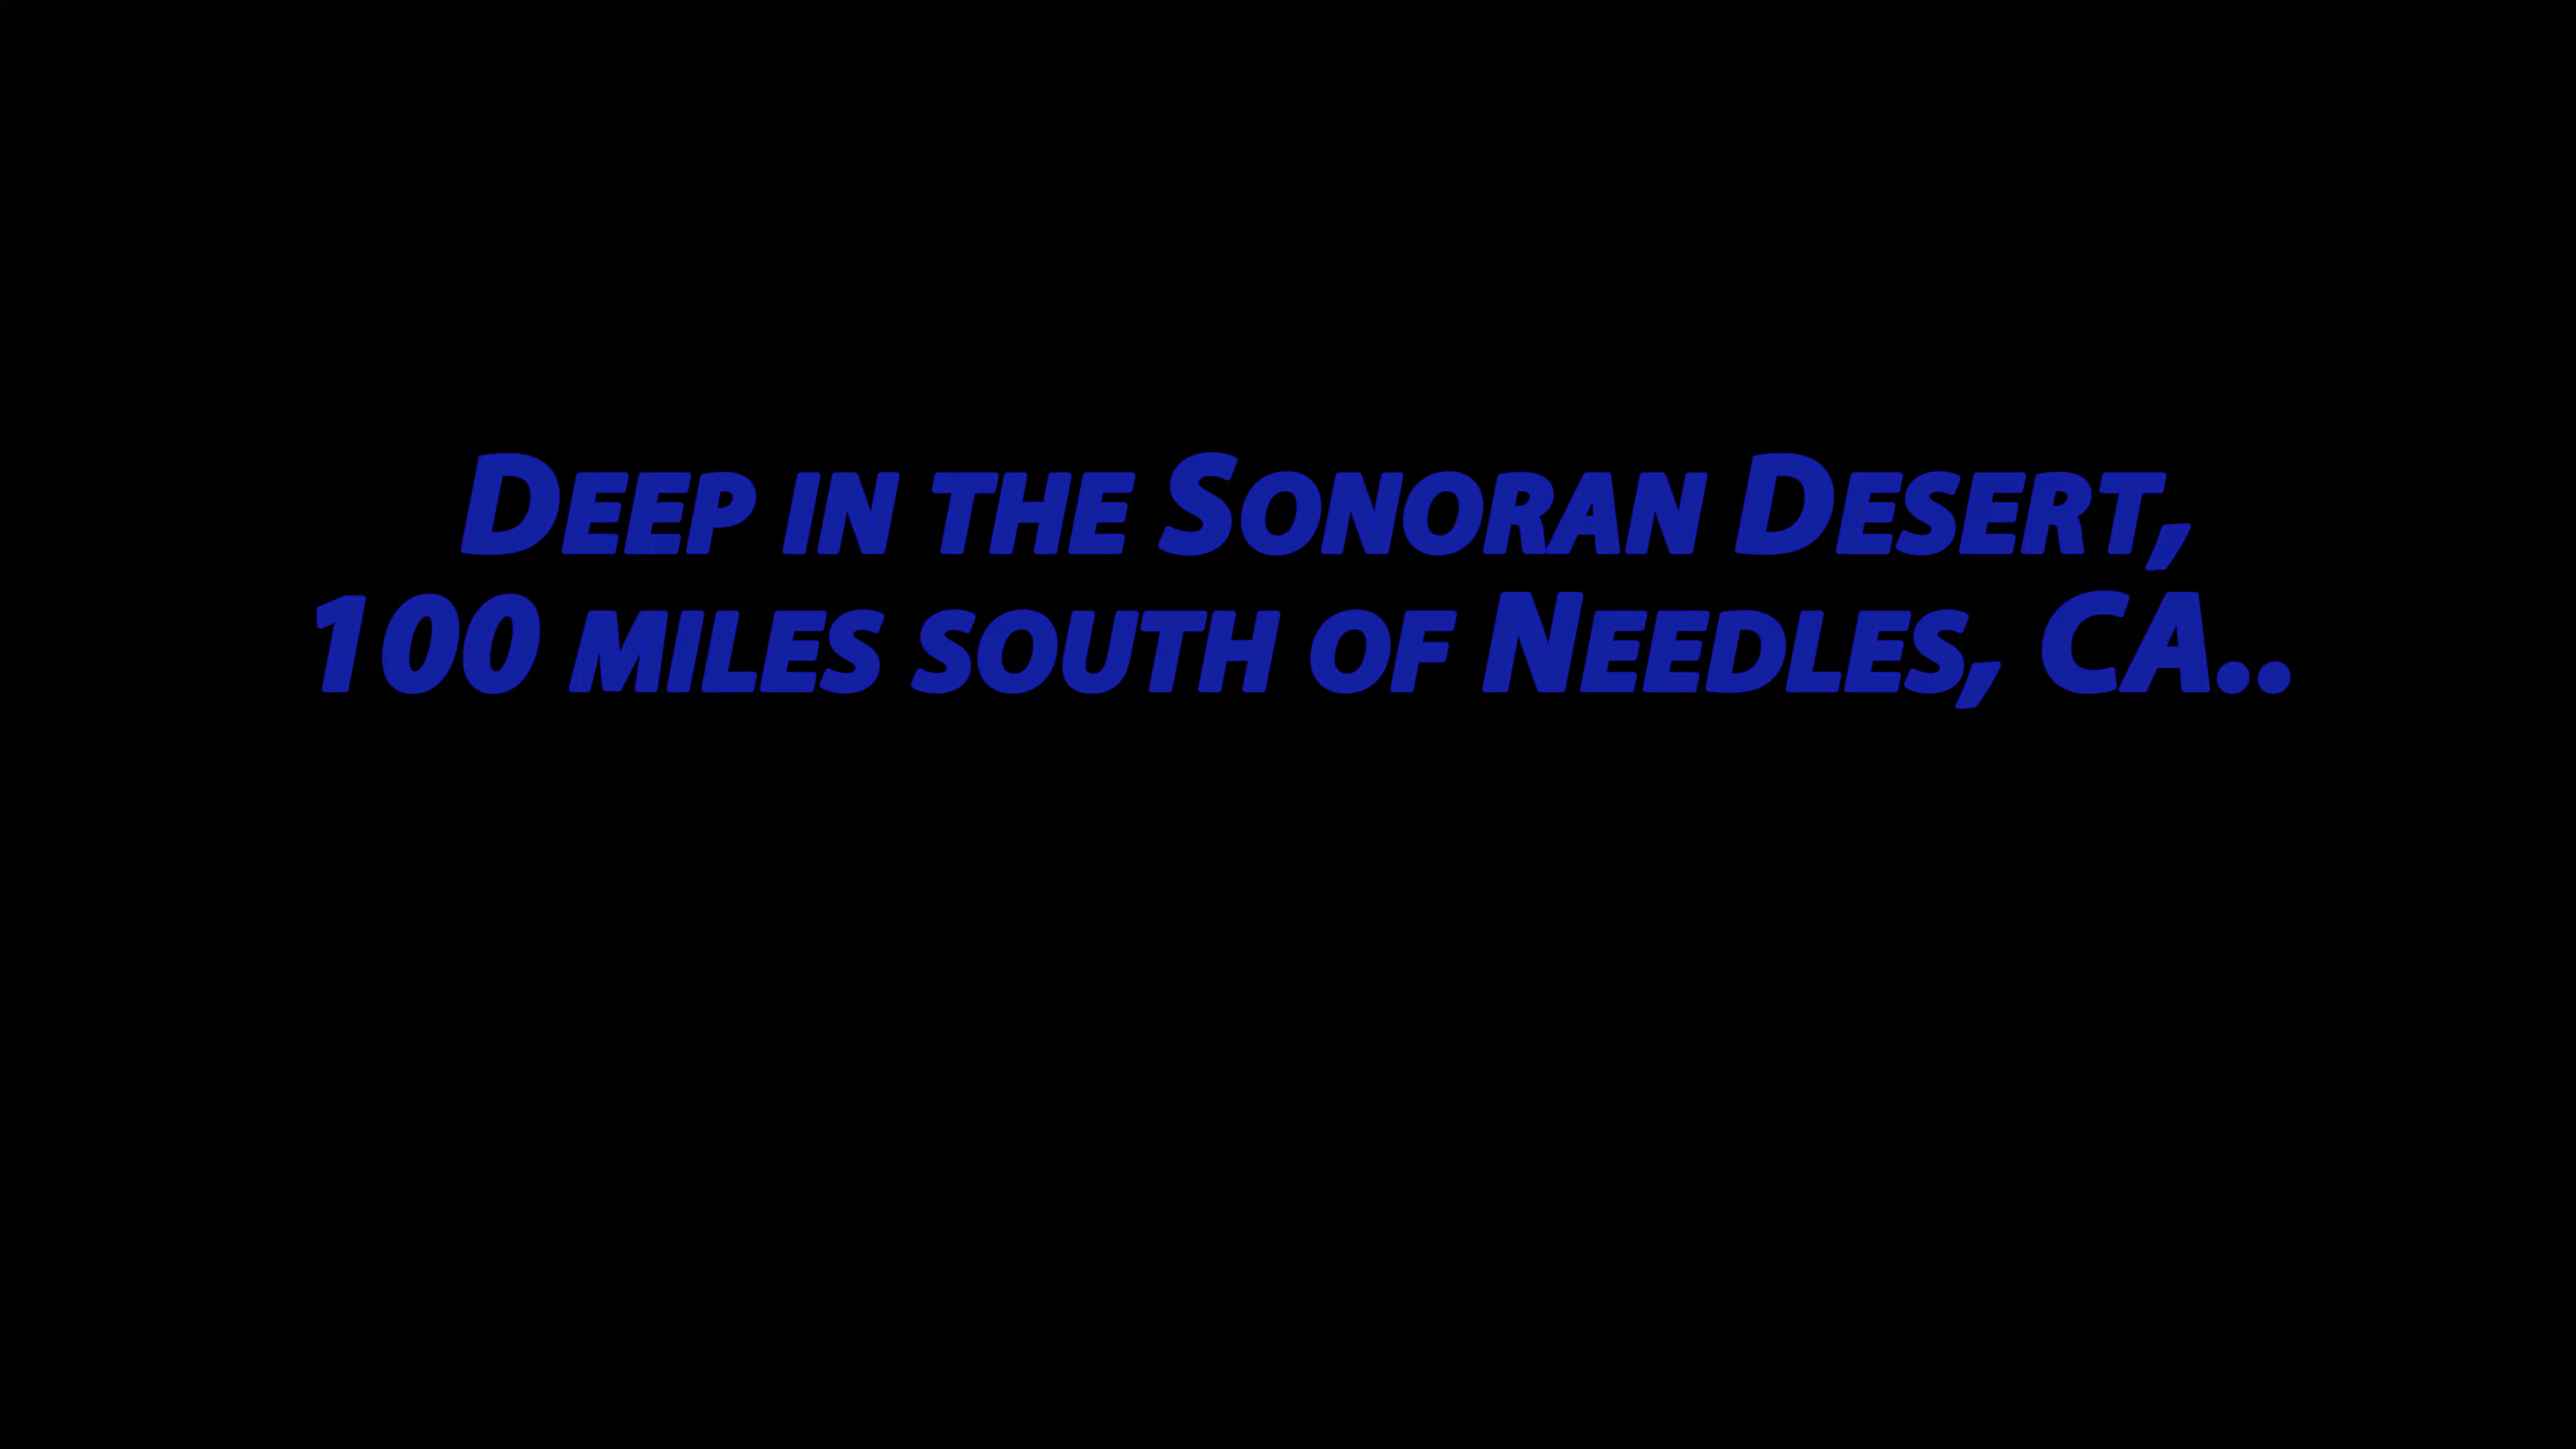 Deep in the Sonoran Desert,
100 miles south of Needles, CA..